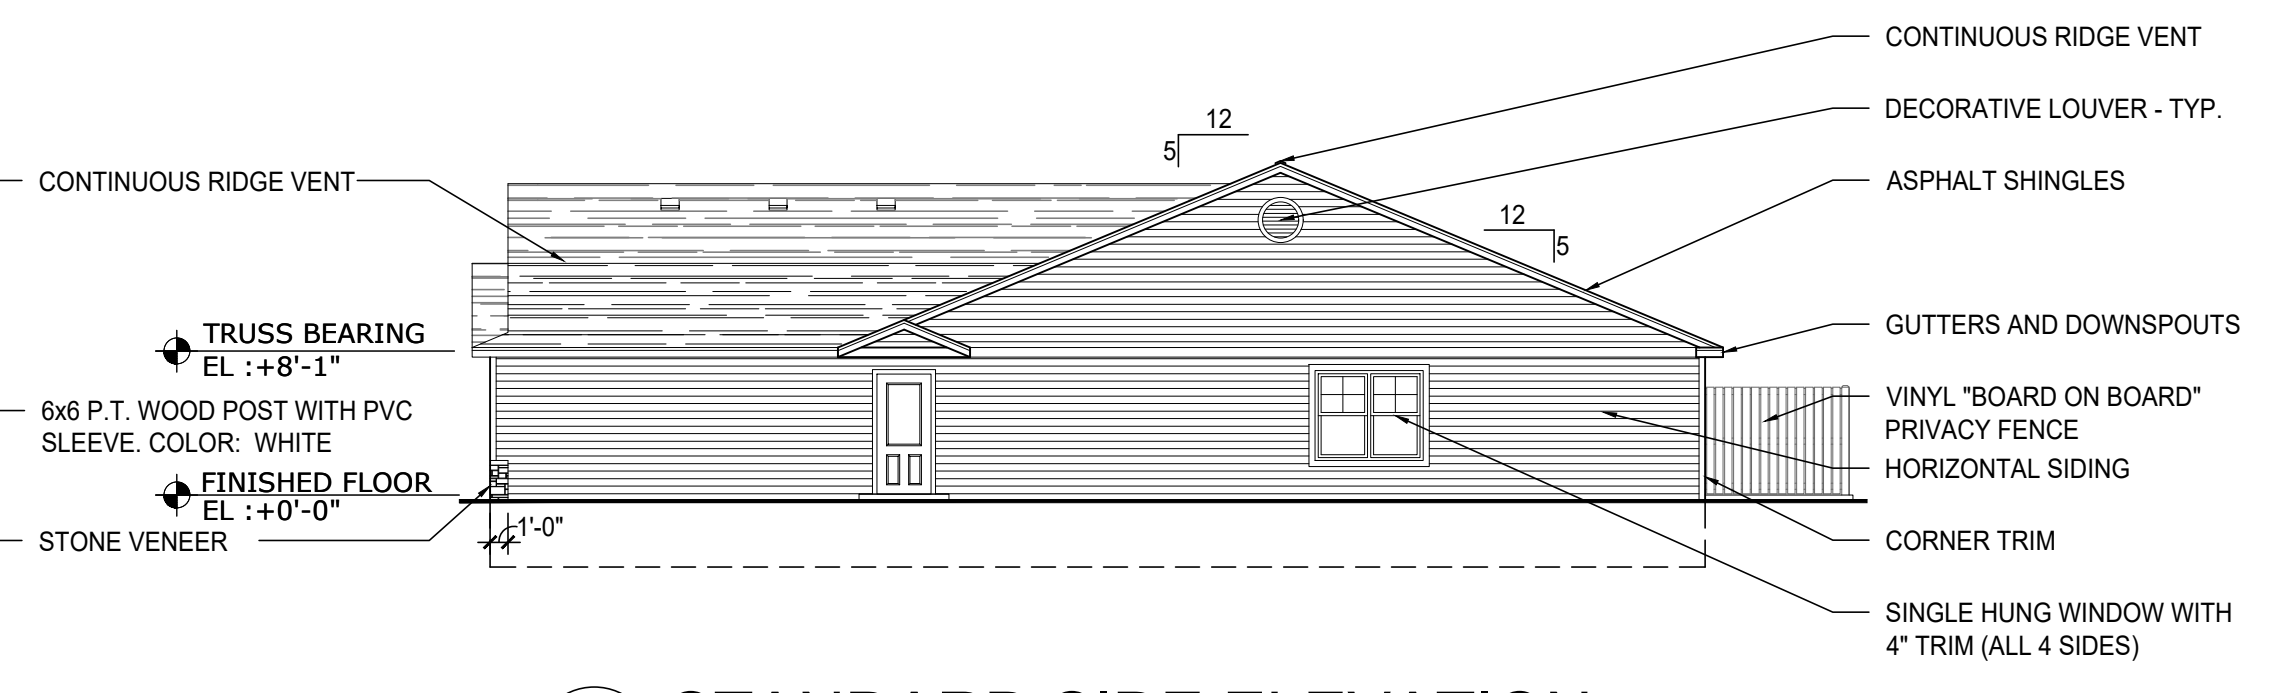 CONTINUOUS RIDGE VENT
DECORATIVE LOUVER - TYP.
12
5
CONTINUOUS RIDGE VENT
ASPHALT SHINGLES
12
5
TRUSS BEARING
EL :+8'-1"
GUTTERS AND DOWNSPOUTS
6x6 P.T. WOOD POST WITH PVC
SLEEVE. COLOR: WHITE
VINYL "BOARD ON BOARD"
PRIVACY FENCE
HORIZONTAL SIDING
FINISHED FLOOR
EL :+0'-0"
STONE VENEER
1'-0"
CORNER TRIM
SINGLE HUNG WINDOW WITH
4" TRIM (ALL 4 SIDES)
STANDARD SIDE ELEVATION